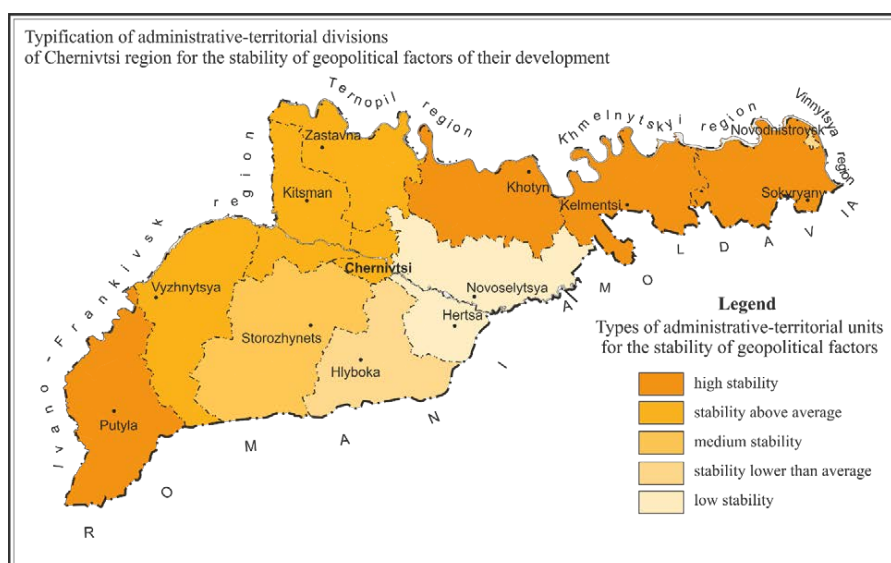 Typification of administrative-territorial divisions
of Chernivtsi region for the stability of geopolitical factors of their development
Ternopil region
Khmelnytskyi region
Vinnytsya region
Ivano-Frankivsk region
Zastavna
Novodnistrovsk
Khotyn
Kitsman
Kelmentsi
Sokyryany
Chernivtsi
Vyzhnytsya
Novoselytsya
Hertsa
Storozhynets
Hlyboka
Putyla
MOLDAVIA
ROMANIA
Legend
Types of administrative-territorial units
for the stability of geopolitical factors
high stability
stability above average
medium stability
stability lower than average
low stability